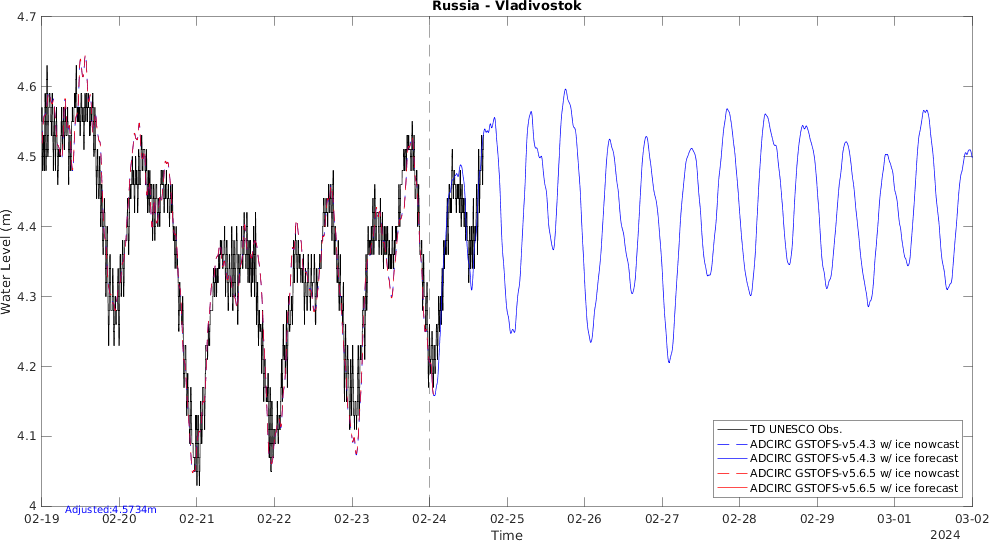 Russia - Vladivostok
4.7
4.6
4.5
4.4
4.3
4.2
4.1
4
Water Level (m)
TD UNESCO Obs.
ADCIRC GSTOFS-v5.4.3 w/ ice nowcast
ADCIRC GSTOFS-v5.4.3 w/ ice forecast
ADCIRC GSTOFS-v5.6.5 w/ ice nowcast
ADCIRC GSTOFS-v5.6.5 w/ ice forecast
Adjusted:4.5734m
02-19 02-20 02-21 02-22 02-23 02-24 02-25 02-26 02-27 02-28 02-29 03-01 03-02
Time
2024